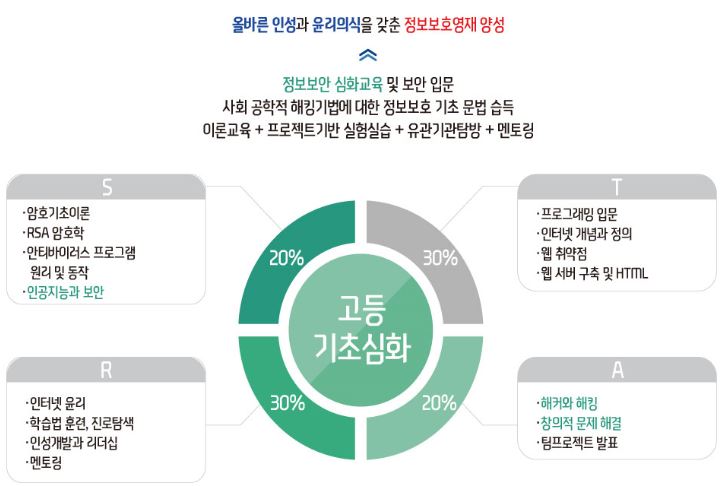 올바른 인성과 윤리의식을 갖춘 정보보호영재 양성
정보보안 심화교육 및 보안 입문
사회 공학적 해킹기법에 대한 정보보호 기초 문법 습득
이론교육 + 프로젝트기반 실험실습 + 유관기관탐방 + 멘토링
S
·암호기초이론
·RSA 암호학
·안티바이러스 프로그램
원리 및 동작
·인공지능과 보안
T
·프로그래밍 입문
·인터넷 개념과 정의
·웹 취약점
·웹 서버 구축 및 HTML
20%
30%
고등
기초심화
30%
20%
R
·인터넷 윤리
·학습법 훈련, 진로탐색
·인성개발과 리더십
·멘토링
A
·해커와 해킹
·창의적 문제 해결
·팀프로젝트 발표